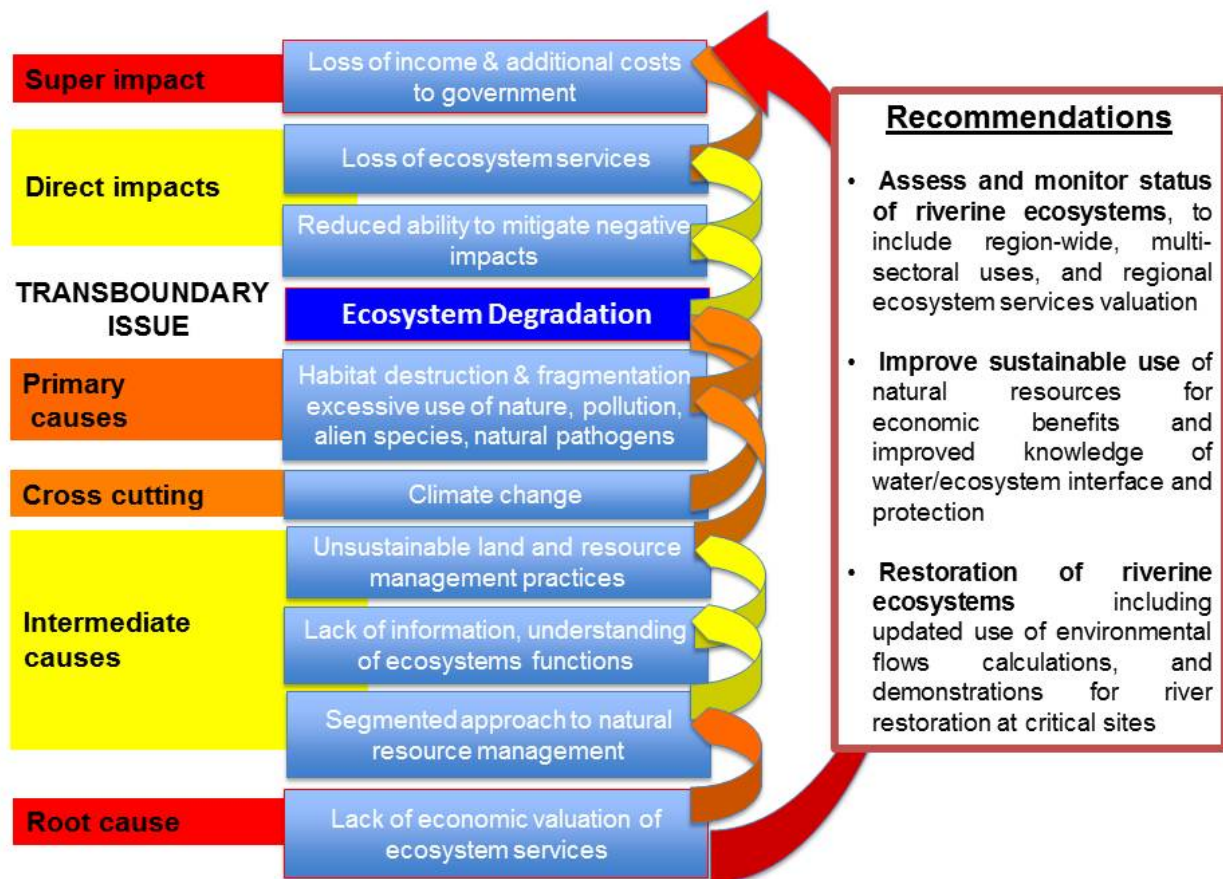 Super impact
Loss of income & additional costs
to government
Direct impacts
Loss of ecosystem services
Reduced ability to mitigate negative
impacts
TRANSBOUNDARY
ISSUE
Ecosystem Degradation
Primary
causes
Habitat destruction & fragmentation
excessive use of nature, pollution,
alien species, natural pathogens
Cross cutting
Climate change
Intermediate
causes
Unsustainable land and resource
management practices
Lack of information, understanding
of ecosystems functions
Segmented approach to natural
resource management
Root cause
Lack of economic valuation of
ecosystem services
Recommendations
• Assess and monitor status
of riverine ecosystems, to
include region-wide, multi-
sectoral uses, and regional
ecosystem services valuation
• Improve sustainable use of
natural resources for
economic benefits and
improved knowledge of
water/ecosystem interface and
protection
• Restoration of riverine
ecosystems including
updated use of environmental
flows calculations, and
demonstrations for river
restoration at critical sites